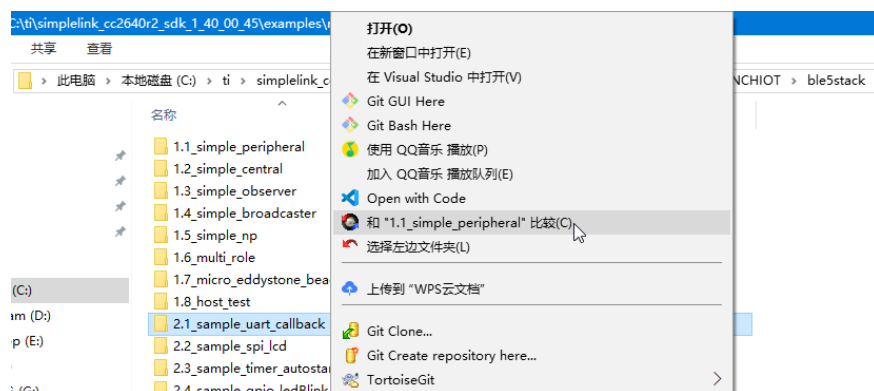 C:\ti\simplelink_cc2640r2_sdk_1_40_00_45\examples\
共享 查看
此电脑 › 本地磁盘 (C:) › ti › simplelink_c
NCHIOT › ble5stack
名称
1.1_simple_peripheral
1.2_simple_central
1.3_simple_observer
1.4_simple_broadcaster
1.5_simple_np
1.6_multi_role
1.7_micro_eddystone_bea
1.8_host_test
2.1_sample_uart_callback
2.2_sample_spi_lcd
2.3_sample_timer_autostar
2.4_sample_gpio_ledBlink
(C:)
am (D:)
p (E:)
(G:)
打开(O)
在新窗口中打开(E)
在 Visual Studio 中打开(V)
Git GUI Here
Git Bash Here
使用 QQ音乐 播放(P)
加入 QQ音乐 播放队列(E)
Open with Code
和 "1.1_simple_peripheral" 比较(C)
选择左边文件夹(L)
上传到 “WPS云文档”
Git Clone...
Git Create repository here...
TortoiseGit